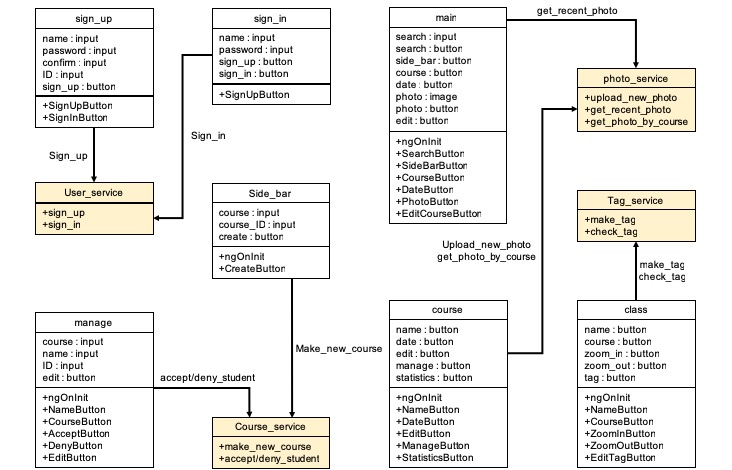 sign_up
name : input
password : input
confirm : input
ID : input
sign_up : button
+SignUpButton
+SignInButton
sign_in
name : input
password : input
sign_up : button
sign_in : button
+SignUpButton
main
search : input
search : button
side_bar : button
course : button
date : button
photo : image
photo : button
edit : button
+ngOnInit
+SearchButton
+SideBarButton
+CourseButton
+DateButton
+PhotoButton
+EditCourseButton
get_recent_photo
photo_service
+upload_new_photo
+get_recent_photo
+get_photo_by_course
Sign_up
Sign_in
User_service
+sign_up
+sign_in
Side_bar
course : input
course_ID : input
create : button
+ngOnInit
+CreateButton
Tag_service
+make_tag
+check_tag
Upload_new_photo
get_photo_by_course
make_tag
check_tag
manage
course : input
name : input
ID : input
edit : button
+ngOnInit
+NameButton
+CourseButton
+AcceptButton
+DenyButton
+EditButton
accept/deny_student
Make_new_course
Course_service
+make_new_course
+accept/deny_student
course
name : button
date : button
edit : button
manage : button
statistics : button
+ngOnInit
+NameButton
+DateButton
+EditButton
+ManageButton
+StatisticsButton
class
name : button
course : button
zoom_in : button
zoom_out : button
tag : button
+ngOnInit
+NameButton
+CourseButton
+ZoomInButton
+ZoomOutButton
+EditTagButton